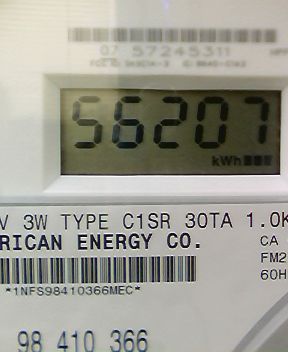 07 57245311
56207
kWh
V 3W TYPE C1SR 30TA 1.0K
RICAN ENERGY CO.
CA
FM2
60H
*1NFS98410366MEC*
98 410 366